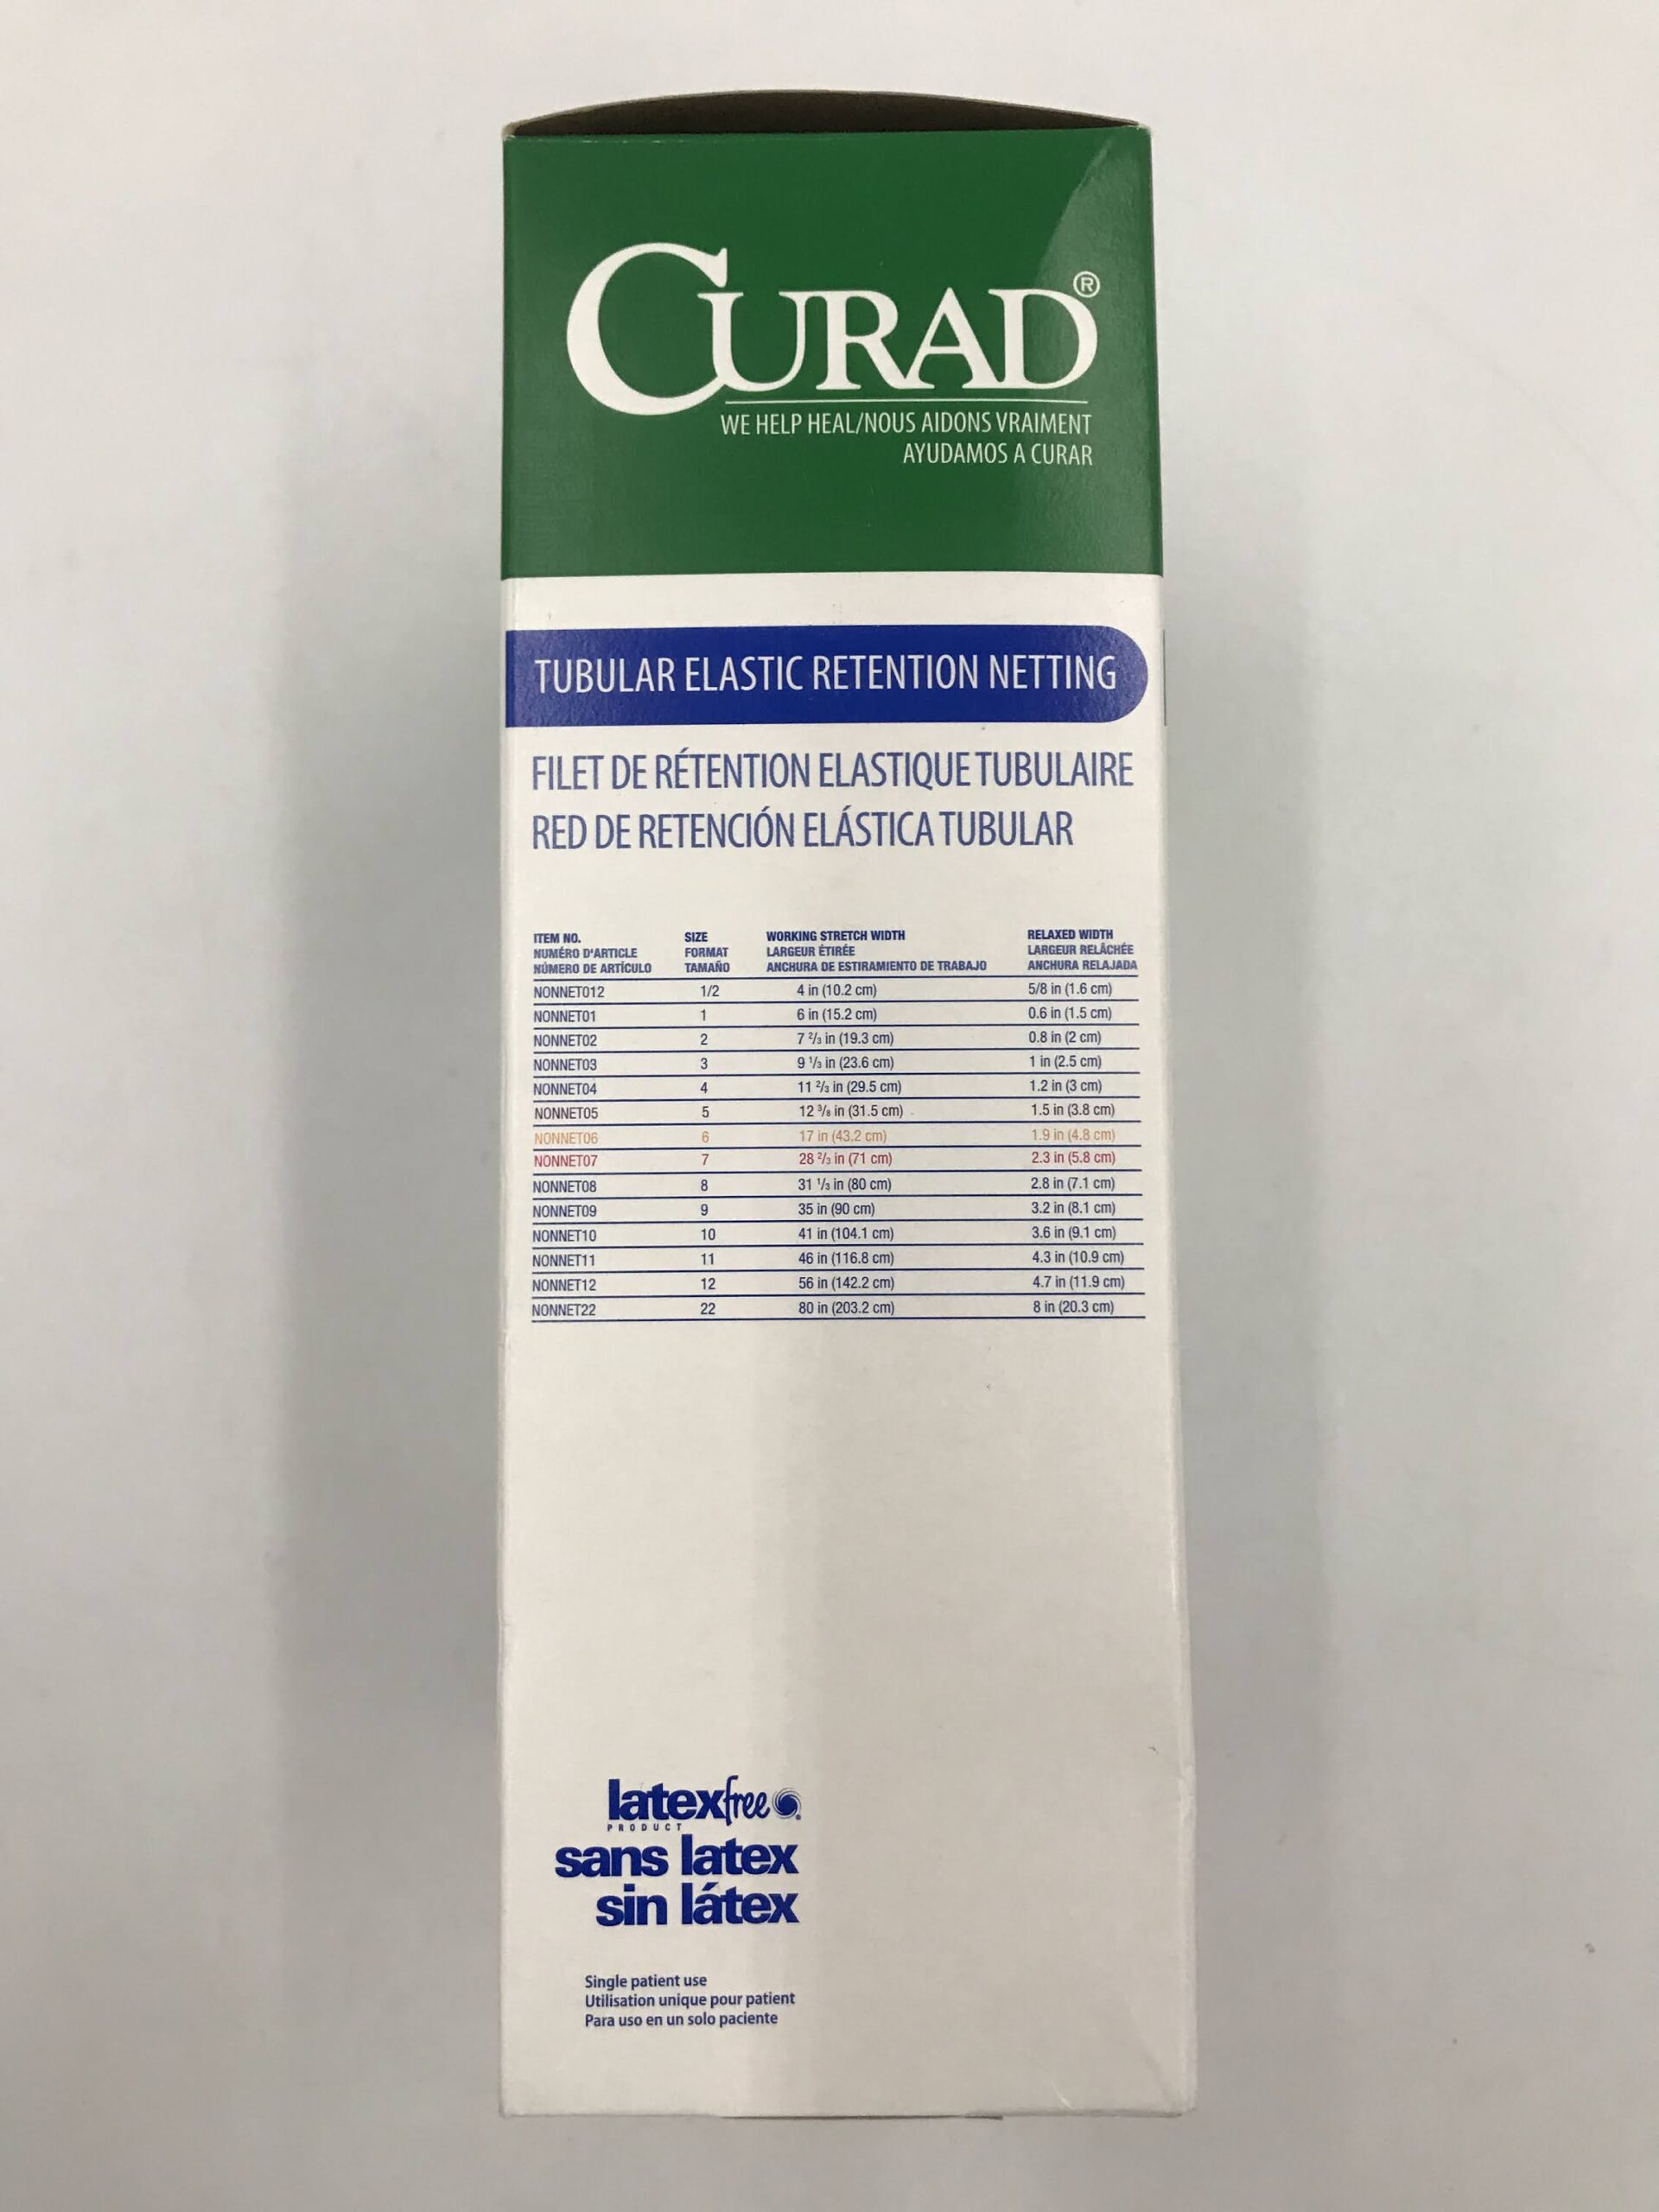 CURAD®
WE HELP HEAL/NOUS AIDONS VRAIMENT
AYUDAMOS A CURAR
TUBULAR ELASTIC RETENTION NETTING
FILET DE RÉTENTION ELASTIQUE TUBULAIRE
RED DE RETENCIÓN ELÁSTICA TUBULAR
ITEM NO. SIZE WORKING STRETCH WIDTH RELAXED WIDTH
NUMÉRO D'ARTICLE FORMAT LARGEUR ÉTIRÉE LARGEUR RELÂCHÉE
NÚMERO DE ARTÍCULO TAMAÑO ANCHURA DE ESTIRAMIENTO DE TRABAJO ANCHURA RELAJADA
NONNET012 1/2 4 in (10.2 cm) 5/8 in (1.6 cm)
NONNET01 1 6 in (15.2 cm) 0.6 in (1.5 cm)
NONNET02 2 7 2/3 in (19.3 cm) 0.8 in (2 cm)
NONNET03 3 9 1/3 in (23.6 cm) 1 in (2.5 cm)
NONNET04 4 11 2/3 in (29.5 cm) 1.2 in (3 cm)
NONNET05 5 12 3/8 in (31.5 cm) 1.5 in (3.8 cm)
NONNET06 6 17 in (43.2 cm) 1.9 in (4.8 cm)
NONNET07 7 28 2/3 in (71 cm) 2.3 in (5.8 cm)
NONNET08 8 31 1/3 in (80 cm) 2.8 in (7.1 cm)
NONNET09 9 35 in (90 cm) 3.2 in (8.1 cm)
NONNET10 10 41 in (104.1 cm) 3.6 in (9.1 cm)
NONNET11 11 46 in (116.8 cm) 4.3 in (10.9 cm)
NONNET12 12 56 in (142.2 cm) 4.7 in (11.9 cm)
NONNET22 22 80 in (203.2 cm) 8 in (20.3 cm)
latexfree
PRODUCT
sans latex
sin látex
Single patient use
Utilisation unique pour patient
Para uso en un solo paciente